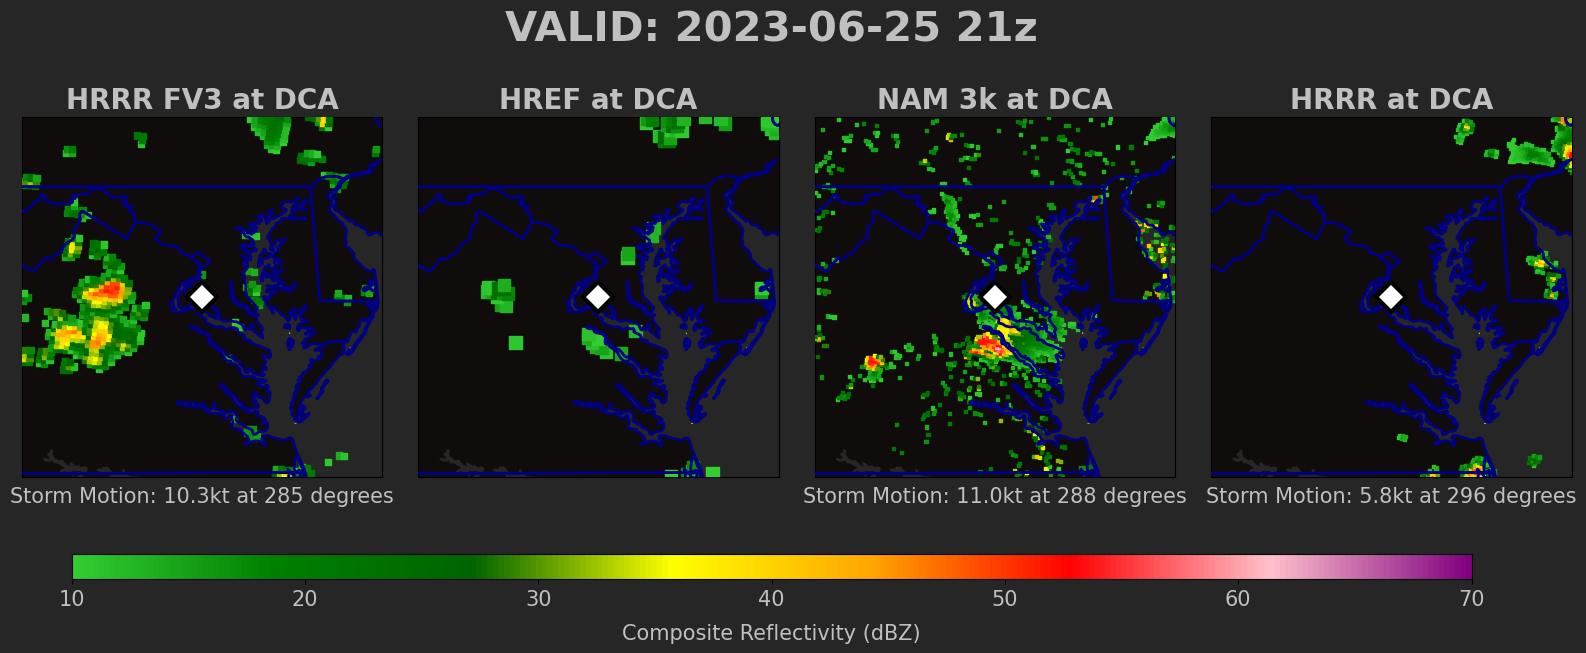 VALID: 2023-06-25 21z
HRRR FV3 at DCA
HREF at DCA
NAM 3k at DCA
HRRR at DCA
Storm Motion: 10.3kt at 285 degrees
Storm Motion: 11.0kt at 288 degrees
Storm Motion: 5.8kt at 296 degrees
10 20 30 40 50 60 70
Composite Reflectivity (dBZ)